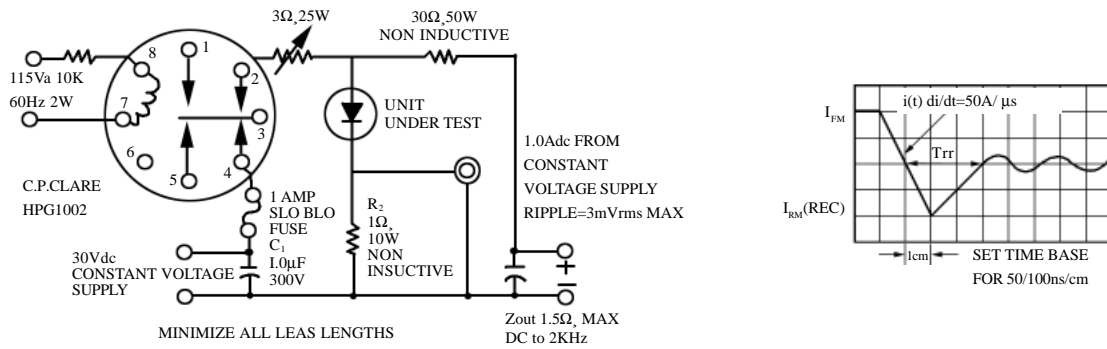 3Ω,25W
30Ω,50W
NON INDUCTIVE
1
8
2
115Va 10K
60Hz 2W
7
3
6
5
4
UNIT
UNDER TEST
C.P.CLARE
HPG1002
1 AMP
SLO BLO
FUSE
C1
I.0µF
300V
R2
1Ω,
10W
NON
INSUCTIVE
1.0Adc FROM
CONSTANT
VOLTAGE SUPPLY
RIPPLE=3mVrms MAX
30Vdc
CONSTANT VOLTAGE
SUPPLY
+
–
MINIMIZE ALL LEAS LENGTHS
Zout 1.5Ω, MAX
DC to 2KHz
IFM
i(t) di/dt=50A/ µs
Trr
IRM(REC)
1cm
SET TIME BASE
FOR 50/100ns/cm